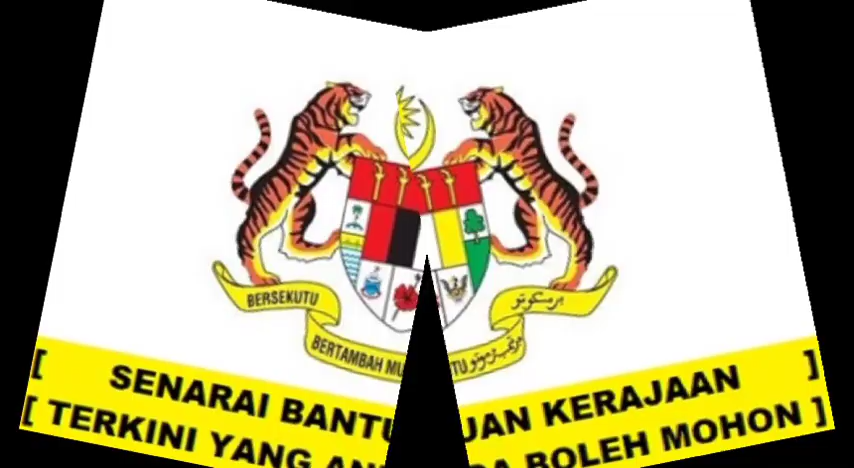 BERSEKUTU برسکوتو
BERTAMBAH MU
[ SENARAI BANTU UAN KERAJAAN ]
[ TERKINI YANG AN DA BOLEH MOHON ]